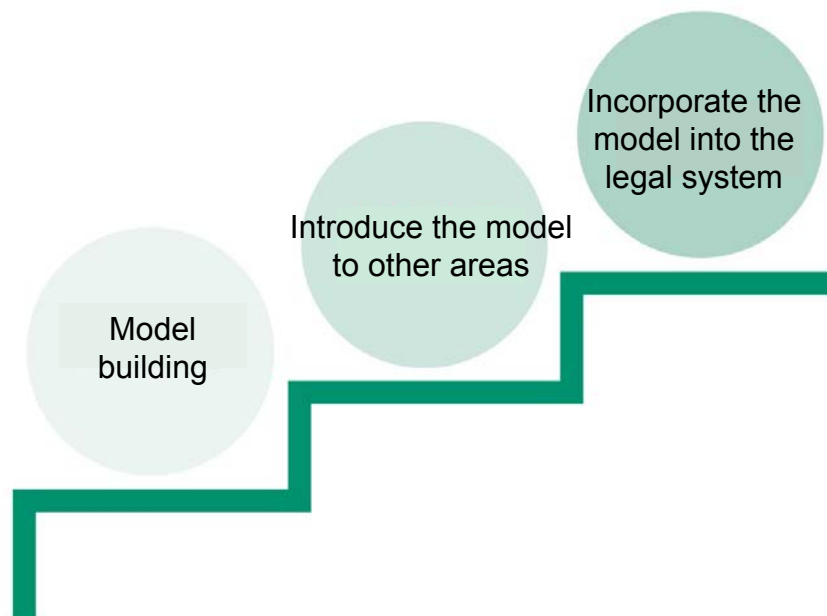 Model
building
Introduce the model
to other areas
Incorporate the
model into the
legal system